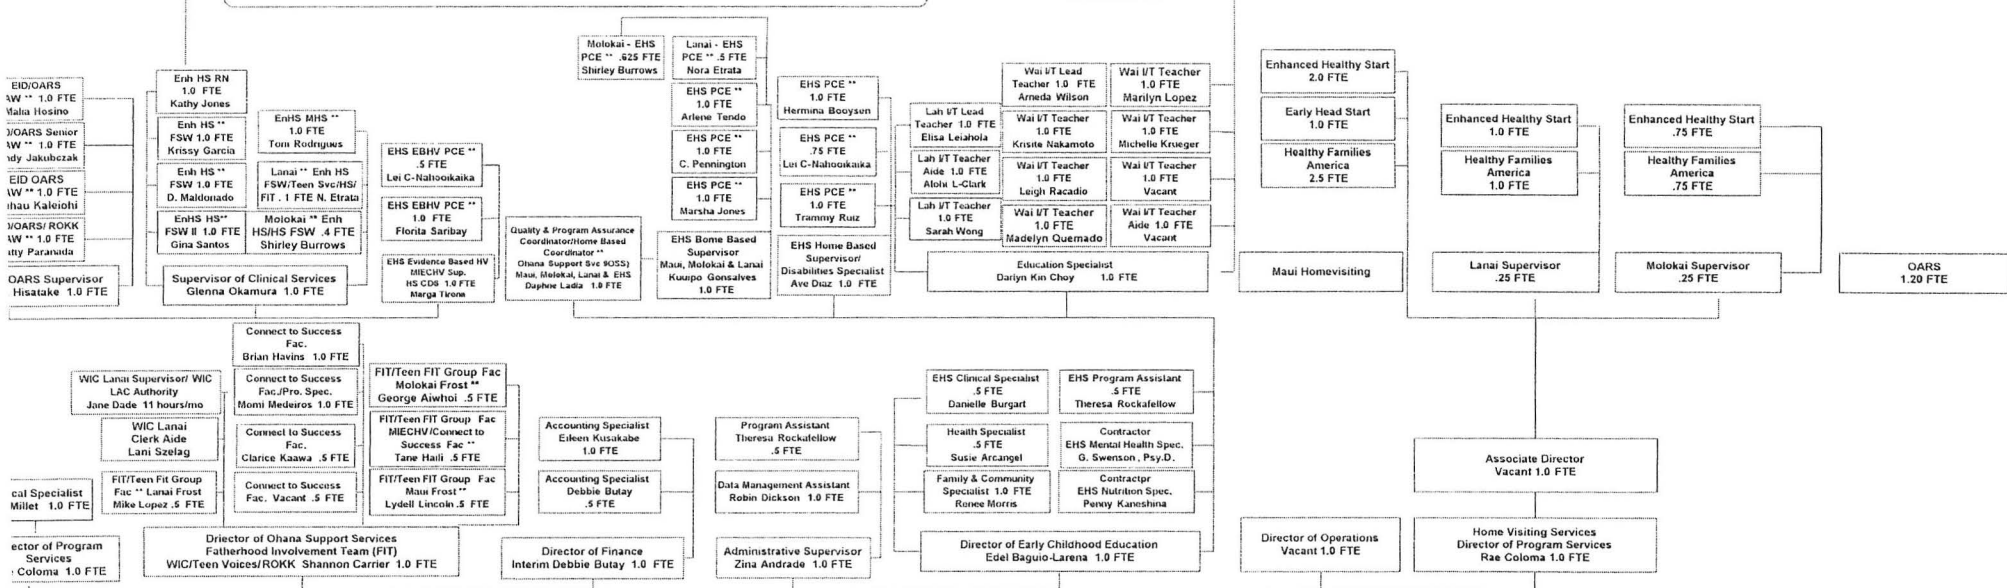 Molokai - EHS
PCE ** .625 FTE
Shirley Burrows
Lanai - EHS
PCE ** .5 FTE
Nora Etrata
EID/OARS
AW ** 1.0 FTE
Malia Hosino
Enh HS RN
1.0 FTE
Kathy Jones
EHS PCE **
1.0 FTE
Arlene Tendo
EHS PCE **
1.0 FTE
Hermina Booysen
Wai I/T Lead
Teacher 1.0 FTE
Arneda Wilson
Wai I/T Teacher
1.0 FTE
Marilyn Lopez
Enhanced Healthy Start
2.0 FTE
)/OARS Senior
AW ** 1.0 FTE
ndy Jakubczak
Enh HS **
FSW 1.0 FTE
Krissy Garcia
EnHS MHS **
1.0 FTE
Tom Rodrigues
EHS PCE **
1.0 FTE
C. Pennington
EHS PCE **
.75 FTE
Lei C-Nahooikaika
Lah I/T Lead
Teacher 1.0 FTE
Elisa Leiahola
Wai I/T Teacher
1.0 FTE
Krisite Nakamoto
Wai I/T Teacher
1.0 FTE
Michelle Krueger
Early Head Start
1.0 FTE
Enhanced Healthy Start
1.0 FTE
Enhanced Healthy Start
.75 FTE
EID OARS
AW ** 1.0 FTE
nhau Kaleiohi
Enh HS **
FSW 1.0 FTE
D. Maldonado
Lanai ** Enh HS
FSW/Teen Svc/HS/
FIT . 1 FTE N. Etrata
EHS EBHV PCE **
.5 FTE
Lei C-Nahooikaika
EHS PCE **
1.0 FTE
Marsha Jones
EHS PCE **
1.0 FTE
Trammy Ruiz
Lah I/T Teacher
Aide 1.0 FTE
Alohi L-Clark
Wai I/T Teacher
1.0 FTE
Leigh Racadio
Wai I/T Teacher
1.0 FTE
Vacant
Healthy Families
America
2.5 FTE
Healthy Families
America
1.0 FTE
Healthy Families
America
.75 FTE
)/OARS/ ROKK
AW ** 1.0 FTE
atty Paranada
EnHS HS**
FSW II 1.0 FTE
Gina Santos
Molokai ** Enh
HS/HS FSW .4 FTE
Shirley Burrows
EHS EBHV PCE **
1.0 FTE
Florita Saribay
Lah I/T Teacher
1.0 FTE
Sarah Wong
Wai I/T Teacher
1.0 FTE
Madelyn Quemado
Wai I/T Teacher
Aide 1.0 FTE
Vacant
OARS Supervisor
Hisatake 1.0 FTE
Supervisor of Clinical Services
Glenna Okamura 1.0 FTE
EHS Evidence Based HV
MIECHV Sup.
HS CDS 1.0 FTE
Marga Tirona
Quality & Program Assurance
Coordinator/Home Based
Coordinator **
Ohana Support Svc 9OSS)
Maui, Molokai, Lanai & EHS
Daphne Ladia 1.0 FTE
EHS Bome Based
Supervisor
Maui, Molokai & Lanai
Kuuipo Gonsalves
1.0 FTE
EHS Home Based
Supervisor/
Disabilities Specialist
Ave Diaz 1.0 FTE
Education Specialist
Darlyn Kin Choy 1.0 FTE
Maui Homevisiting
Lanai Supervisor
.25 FTE
Molokai Supervisor
.25 FTE
OARS
1.20 FTE
Connect to Success
Fac.
Brian Havins 1.0 FTE
WIC Lanai Supervisor/ WIC
LAC Authority
Jane Dade 11 hours/mo
Connect to Success
Fac./Pro. Spec.
Momi Medeiros 1.0 FTE
FIT/Teen FIT Group Fac
Molokai Frost **
George Aiwhoi .5 FTE
EHS Clinical Specialist
.5 FTE
Danielle Burgart
EHS Program Assistant
.5 FTE
Theresa Rockafellow
WIC Lanai
Clerk Aide
Lani Szelag
Connect to Success
Fac.
Clarice Kaawa .5 FTE
FIT/Teen FIT Group Fac
MIECHV/Connect to
Success Fac **
Tane Haili .5 FTE
Accounting Specialist
Eileen Kusakabe
1.0 FTE
Program Assistant
Theresa Rockafellow
.5 FTE
Health Specialist
.5 FTE
Susie Arcangel
Contractor
EHS Mental Health Spec.
G. Swenson, Psy.D.
Associate Director
Vacant 1.0 FTE
cal Specialist
Millet 1.0 FTE
FIT/Teen Fit Group
Fac ** Lanai Frost
Mike Lopez .5 FTE
Connect to Success
Fac. Vacant .5 FTE
FIT/Teen FIT Group Fac
Maui Frost **
Lydell Lincoln .5 FTE
Accounting Specialist
Debbie Butay
.5 FTE
Data Management Assistant
Robin Dickson 1.0 FTE
Family & Community
Specialist 1.0 FTE
Renee Morris
Contractpr
EHS Nutrition Spec.
Penny Kaneshina
ector of Program
Services
Coloma 1.0 FTE
Driector of Ohana Support Services
Fatherhood Involvement Team (FIT)
WIC/Teen Voices/ROKK Shannon Carrier 1.0 FTE
Director of Finance
Interim Debbie Butay 1.0 FTE
Administrative Supervisor
Zina Andrade 1.0 FTE
Director of Early Childhood Education
Edel Baguio-Larena 1.0 FTE
Director of Operations
Vacant 1.0 FTE
Home Visiting Services
Director of Program Services
Rae Coloma 1.0 FTE